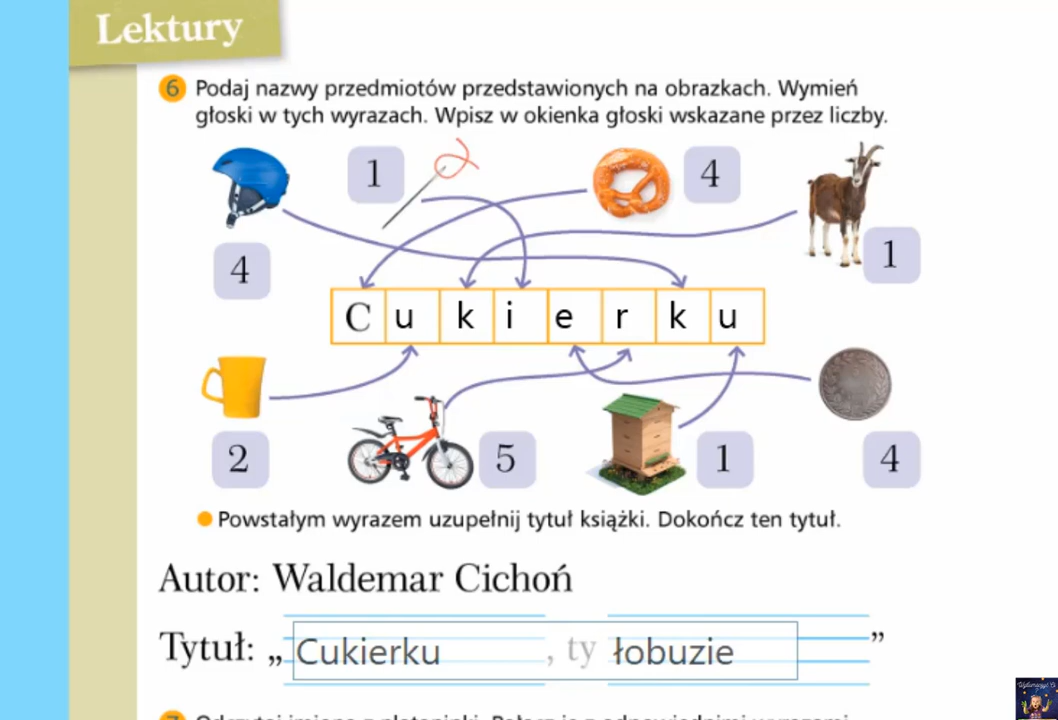 Lektury
6 Podaj nazwy przedmiotów przedstawionych na obrazkach. Wymień
głoski w tych wyrazach. Wpisz w okienka głoski wskazane przez liczby.
1 4
4 1
C u k i e r k u
2 5 1 4
Powstałym wyrazem uzupełnij tytuł książki. Dokończ ten tytuł.
Autor: Waldemar Cichoń
Tytuł: „ Cukierku , ty łobuzie ”